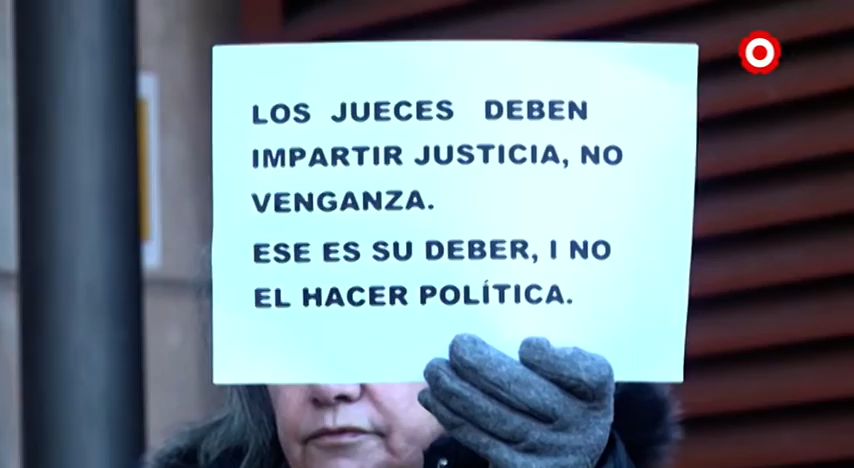 LOS JUECES DEBEN
IMPARTIR JUSTICIA, NO
VENGANZA.
ESE ES SU DEBER, I NO
EL HACER POLÍTICA.